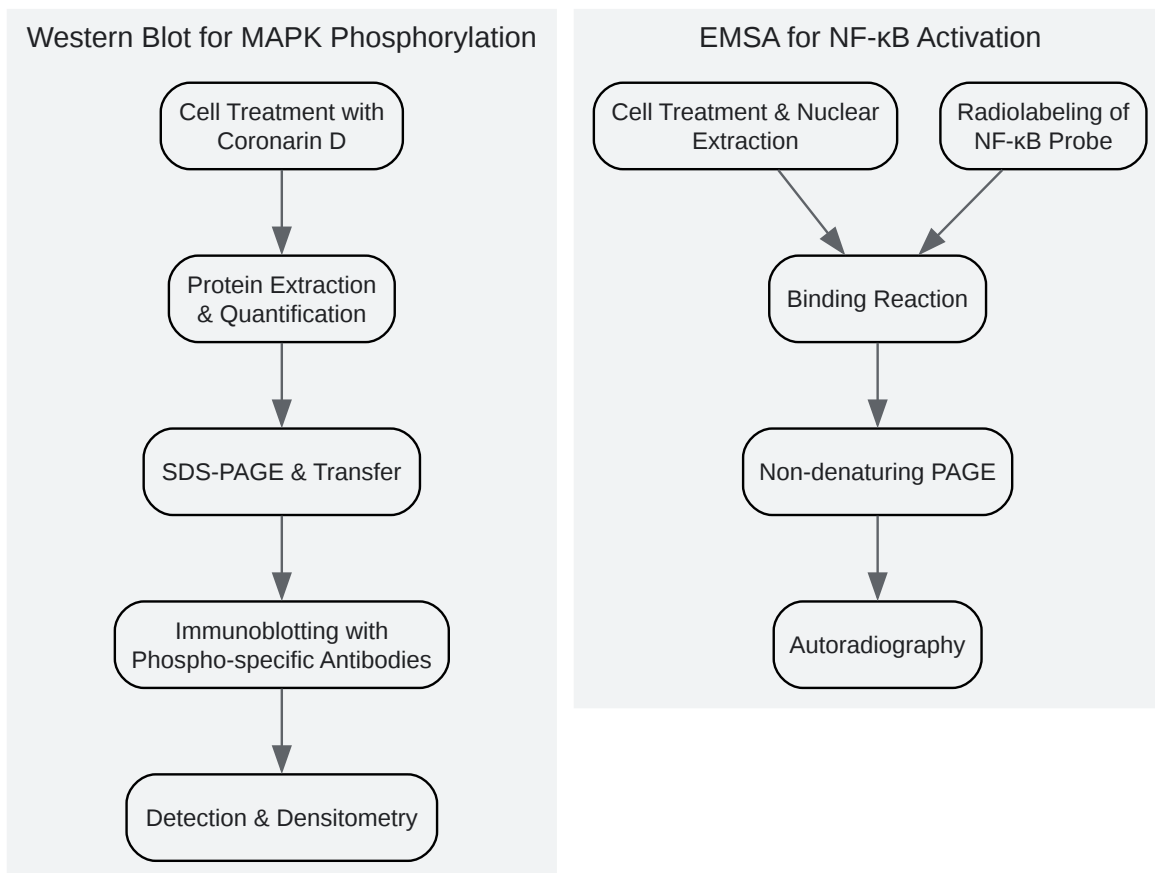 Western Blot for MAPK Phosphorylation
Cell Treatment with
Coronarin D
Protein Extraction
& Quantification
SDS-PAGE & Transfer
Immunoblotting with
Phospho-specific Antibodies
Detection & Densitometry
EMSA for NF-κB Activation
Cell Treatment & Nuclear
Extraction
Radiolabeling of
NF-κB Probe
Binding Reaction
Non-denaturing PAGE
Autoradiography